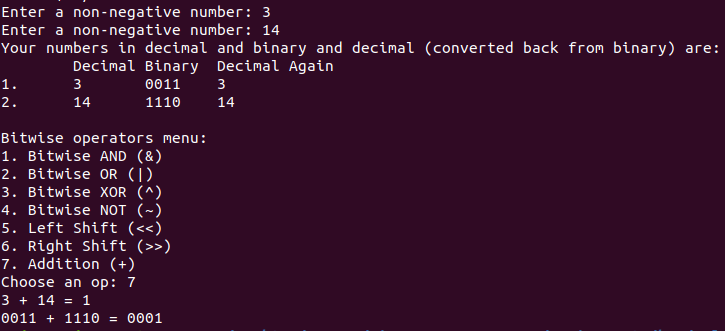 Enter a non-negative number: 3
Enter a non-negative number: 14
Your numbers in decimal and binary and decimal (converted back from binary) are:
Decimal Binary Decimal Again
1. 3 0011 3
2. 14 1110 14
Bitwise operators menu:
1. Bitwise AND (&)
2. Bitwise OR (|)
3. Bitwise XOR (^)
4. Bitwise NOT (~)
5. Left Shift (<<)
6. Right Shift (>>)
7. Addition (+)
Choose an op: 7
3 + 14 = 1
0011 + 1110 = 0001